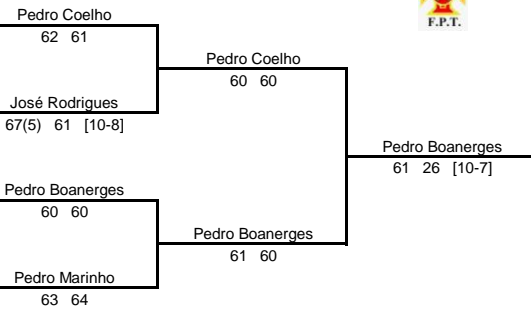 F.P.T.
Pedro Coelho
62 61
José Rodrigues
67(5) 61 [10-8]
Pedro Boanerges
60 60
Pedro Marinho
63 64
Pedro Coelho
60 60
Pedro Boanerges
61 60
Pedro Boanerges
61 26 [10-7]